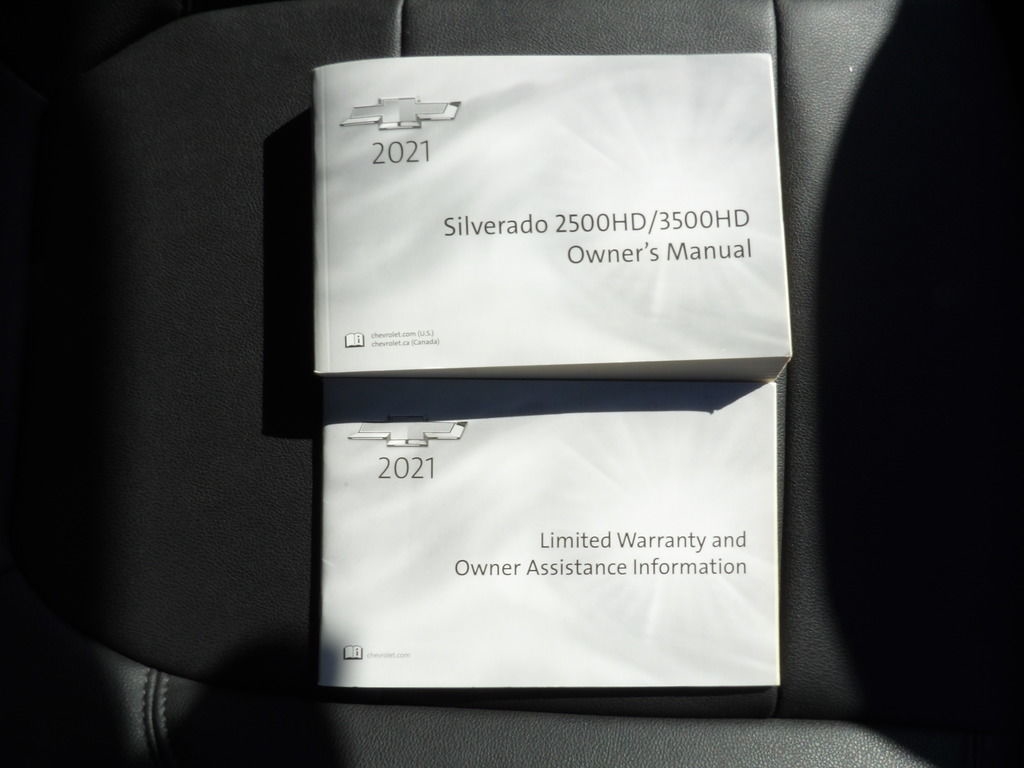 2021
Silverado 2500HD/3500HD
Owner's Manual
chevrolet.com (U.S.)
chevrolet.ca (Canada)
2021
Limited Warranty and
Owner Assistance Information
chevrolet.com